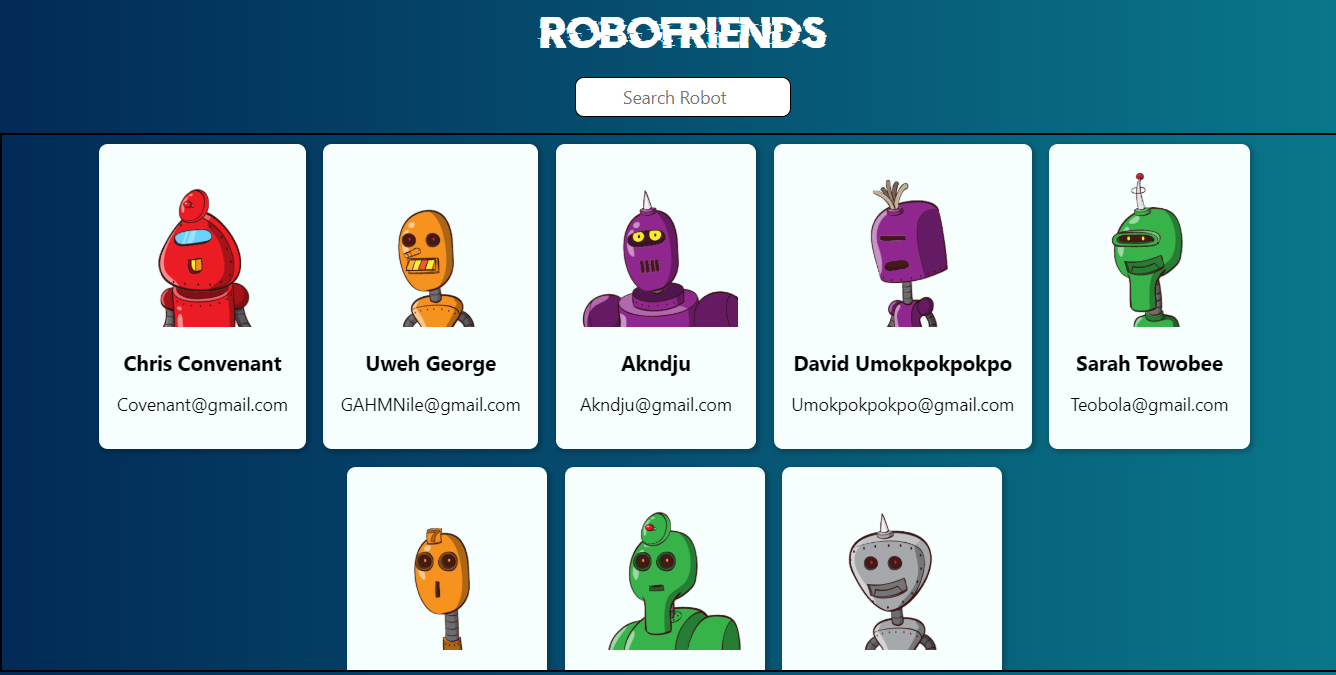 ROBOFRIENDS
Search Robot
Chris Convenant
Covenant@gmail.com
Uweh George
GAHMNile@gmail.com
Akndju
Akndju@gmail.com
David Umokpokpokpo
Umokpokpokpo@gmail.com
Sarah Towobee
Teobola@gmail.com
7